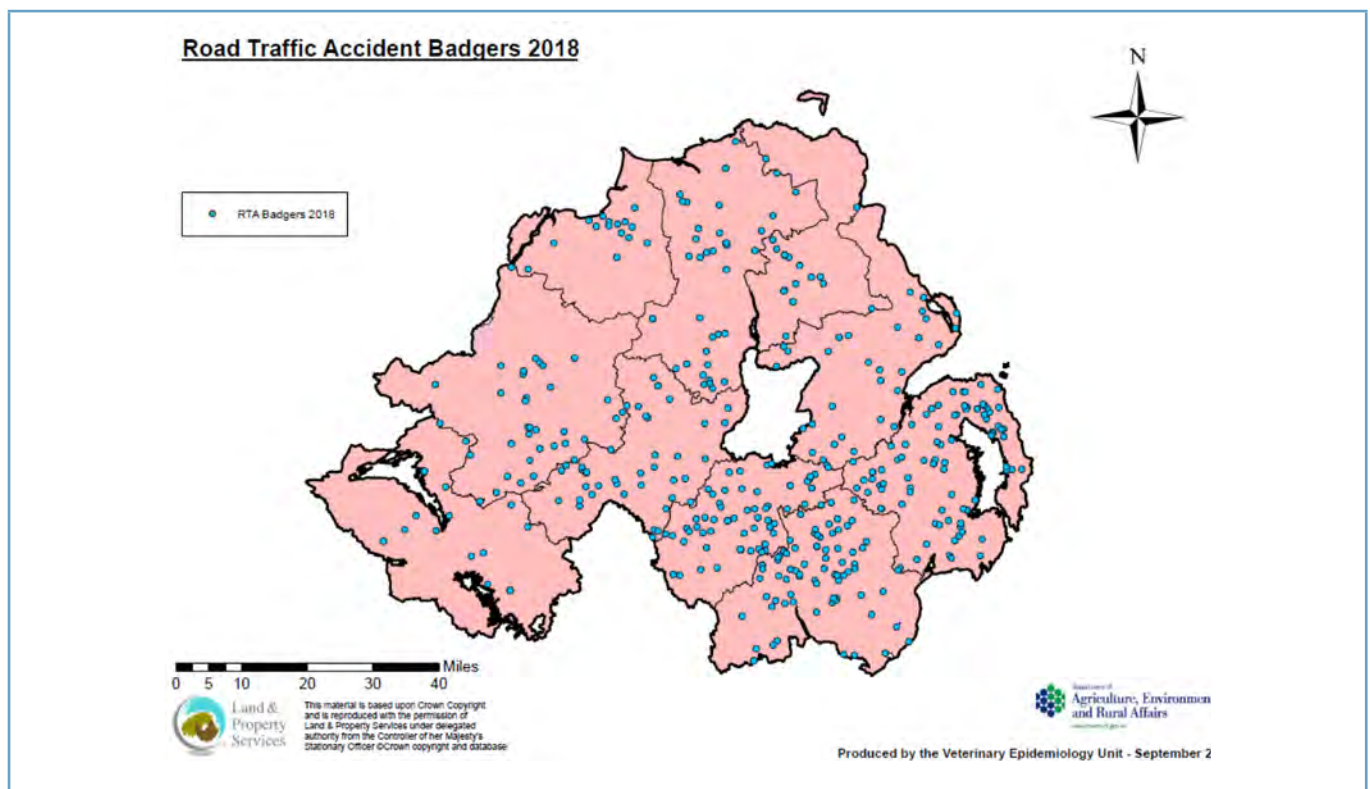 Road Traffic Accident Badgers 2018
N
RTA Badgers 2018
Miles
0 5 10 20 30 40
Land &
Property
Services
This material is based upon Crown Copyright
and is reproduced with the permission of
Land & Property Services under delegated
authority from the Controller of her Majesty's
Stationary Officer ©Crown copyright and database
Department of
Agriculture, Environmen
and Rural Affairs
Produced by the Veterinary Epidemiology Unit - September 2